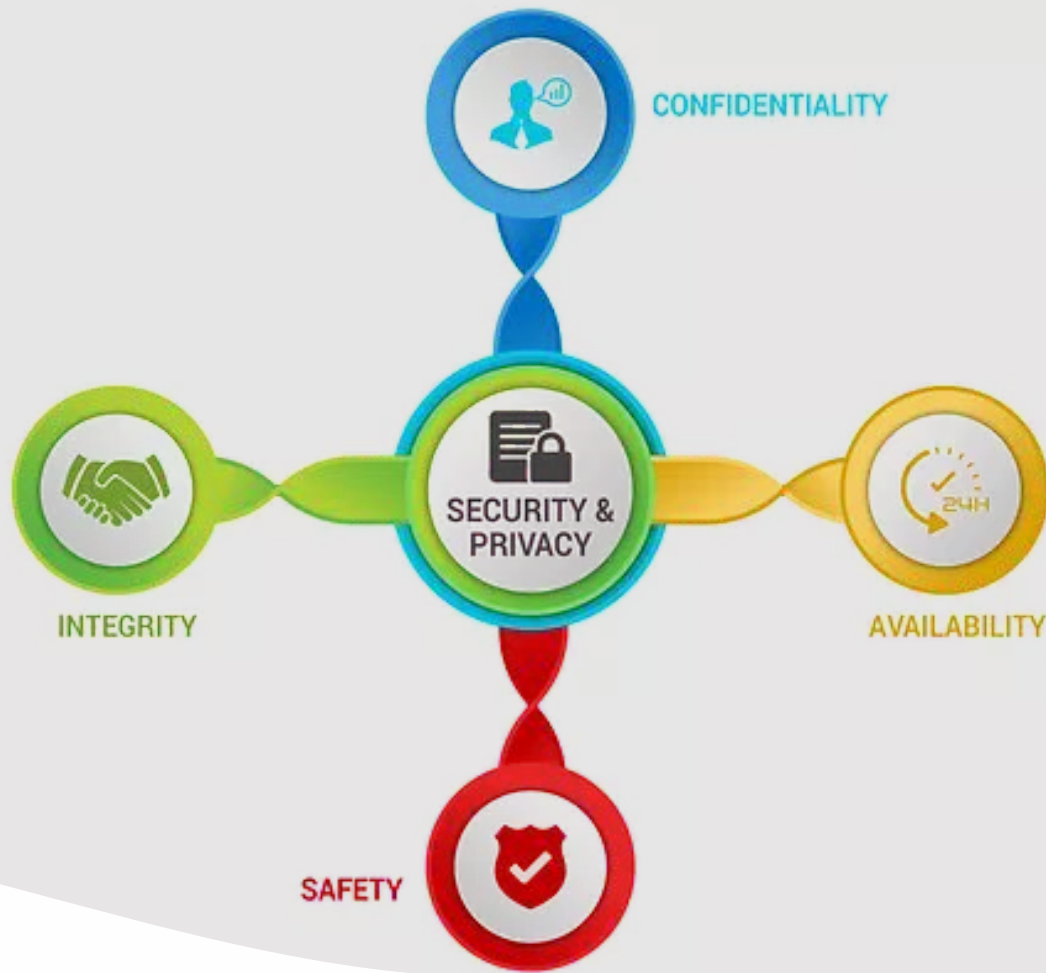 CONFIDENTIALITY
SECURITY &
PRIVACY
24H
INTEGRITY
AVAILABILITY
SAFETY